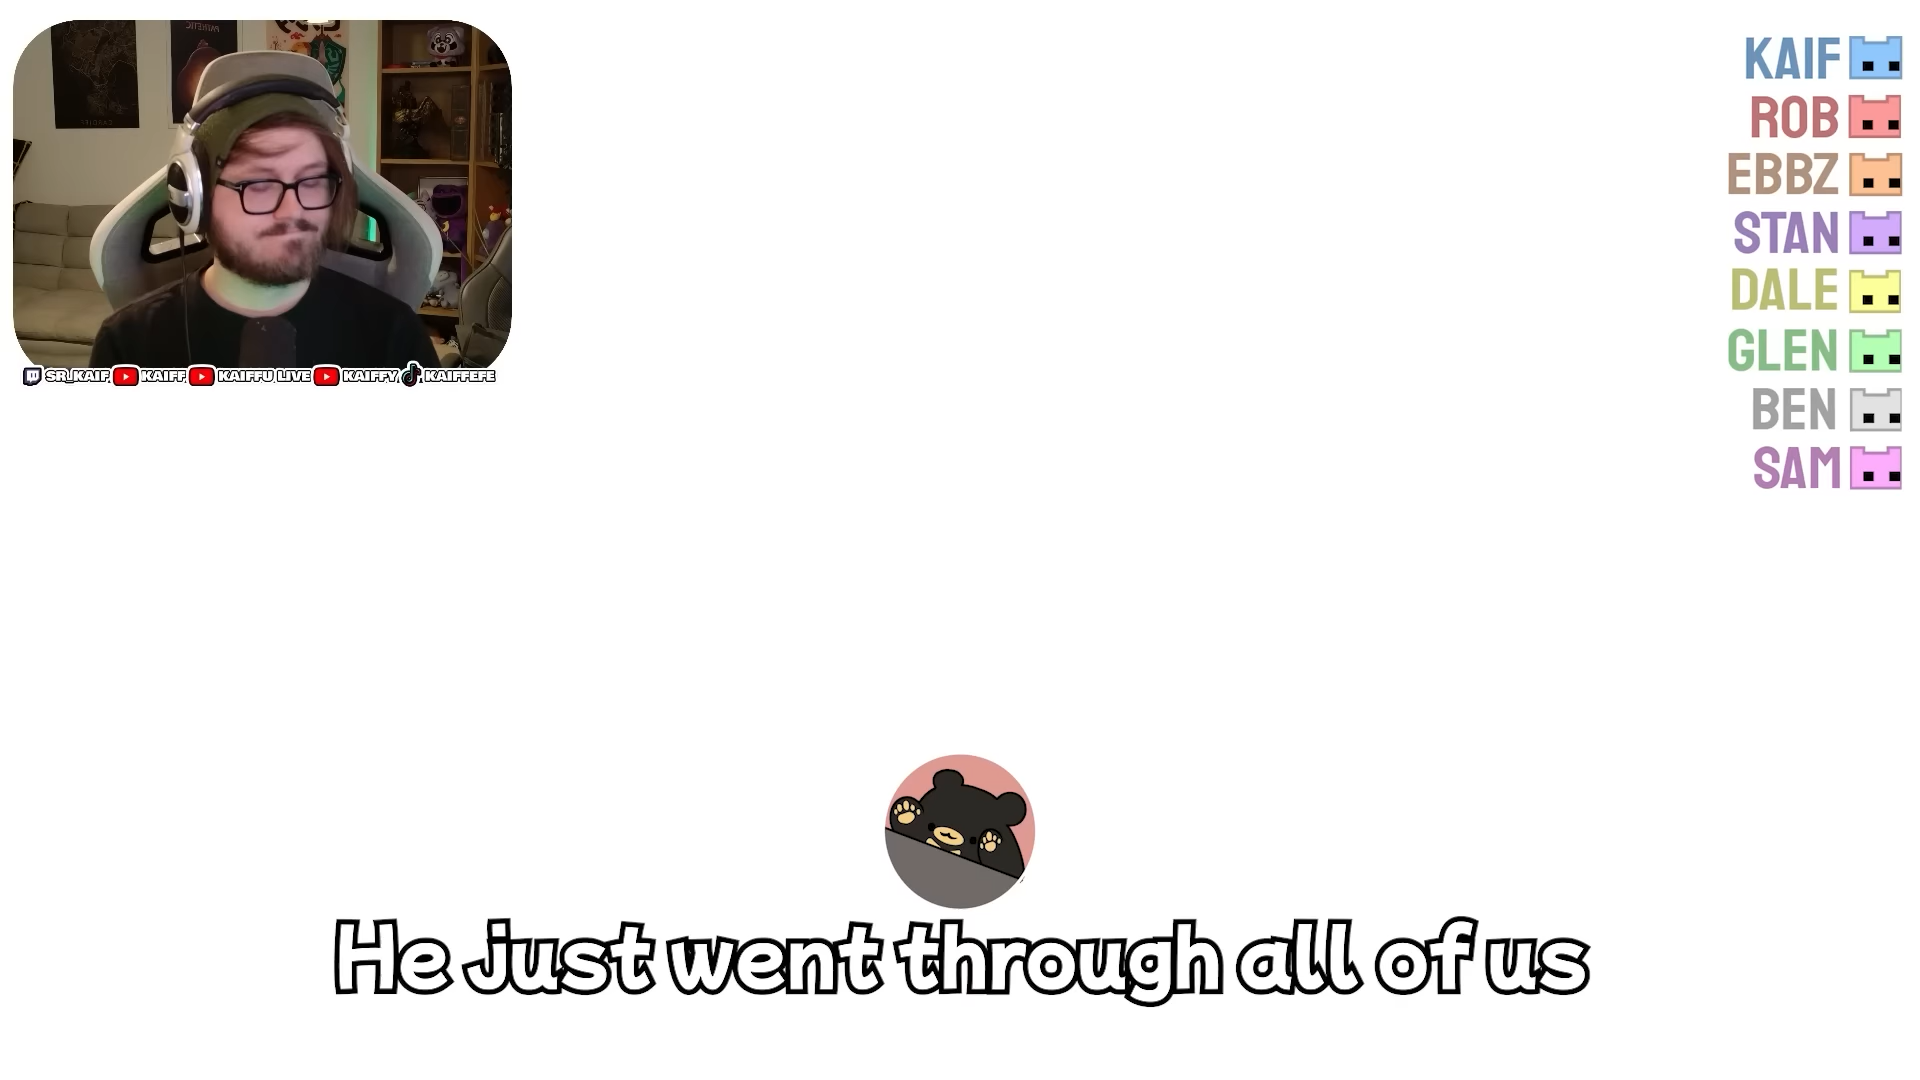 SR_KAIF KAIFF KAIFFU LIVE KAIFFY KAIFFEFE
KAIF
ROB
EBBZ
STAN
DALE
GLEN
BEN
SAM
He just went through all of us